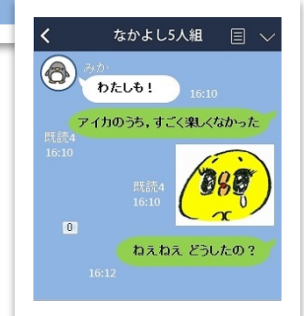 なかよし5人組
みか
わたしも!
16:10
アイカのうち,すごく楽しくなかった
既読4
16:10
既読4
16:10
0
ねえねえ どうしたの?
16:12